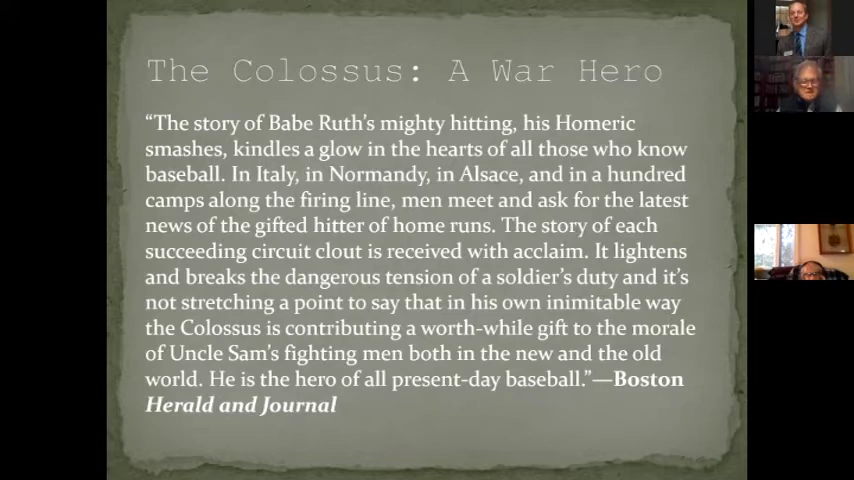 The Colossus: A War Hero
“The story of Babe Ruth’s mighty hitting, his Homeric
smashes, kindles a glow in the hearts of all those who know
baseball. In Italy, in Normandy, in Alsace, and in a hundred
camps along the firing line, men meet and ask for the latest
news of the gifted hitter of home runs. The story of each
succeeding circuit clout is received with acclaim. It lightens
and breaks the dangerous tension of a soldier’s duty and it’s
not stretching a point to say that in his own inimitable way
the Colossus is contributing a worth-while gift to the morale
of Uncle Sam’s fighting men both in the new and the old
world. He is the hero of all present-day baseball.”—Boston
Herald and Journal